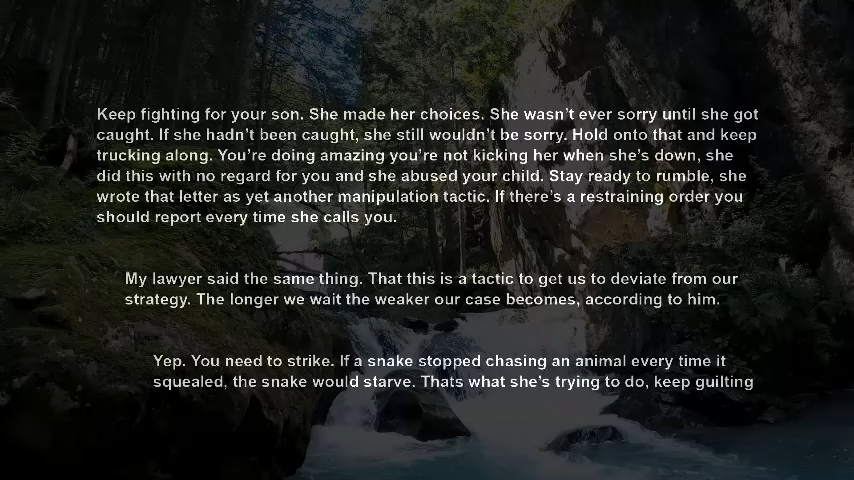 Keep fighting for your son. She made her choices. She wasn't ever sorry until she got
caught. If she hadn't been caught, she still wouldn't be sorry. Hold onto that and keep
trucking along. You're doing amazing you're not kicking her when she's down, she
did this with no regard for you and she abused your child. Stay ready to rumble, she
wrote that letter as yet another manipulation tactic. If there's a restraining order you
should report every time she calls you.
My lawyer said the same thing. That this is a tactic to get us to deviate from our
strategy. The longer we wait the weaker our case becomes, according to him.
Yep. You need to strike. If a snake stopped chasing an animal every time it
squealed, the snake would starve. Thats what she's trying to do, keep guilting